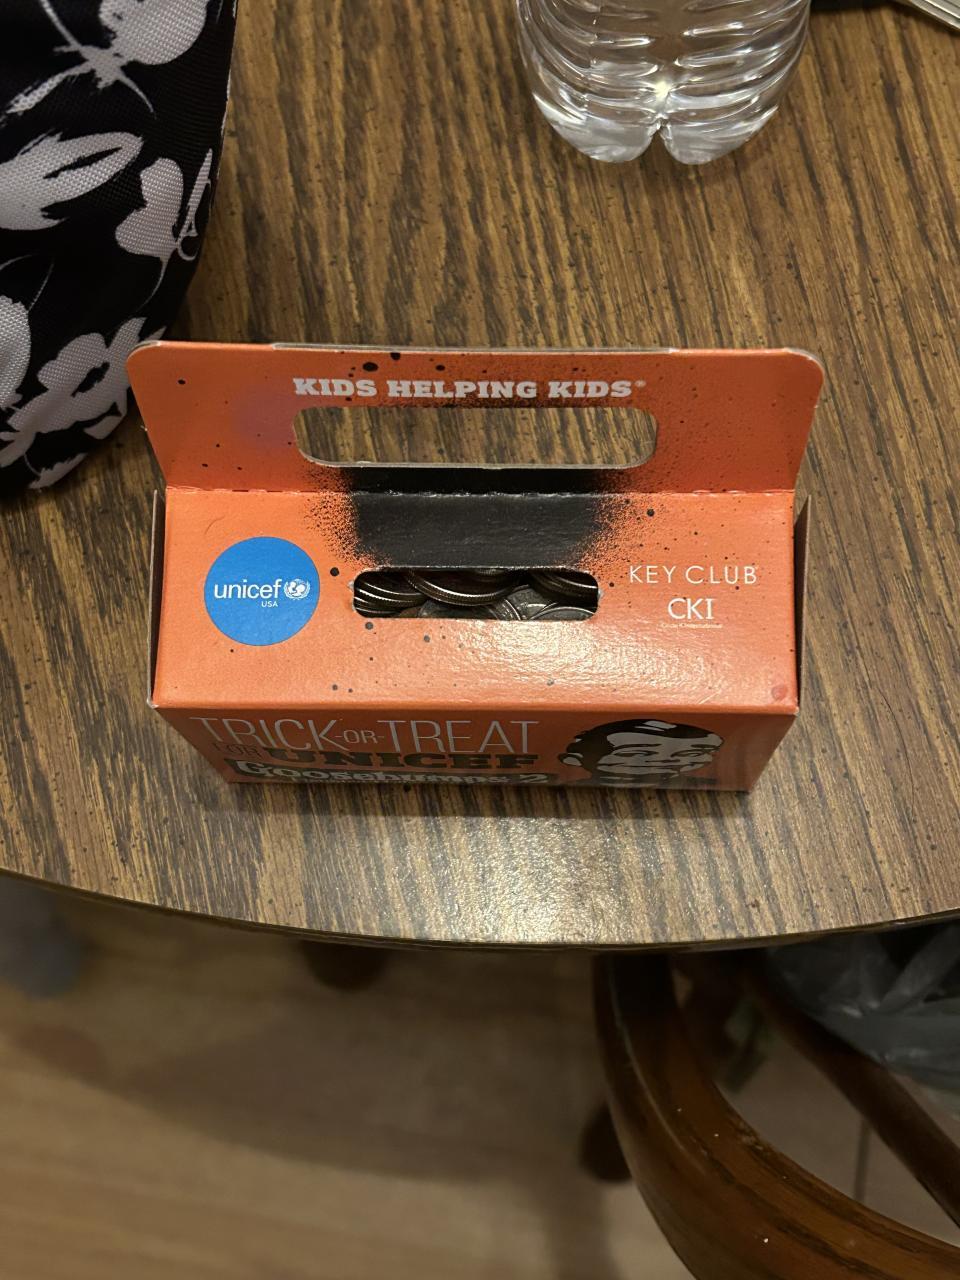 KIDS HELPING KIDS®
unicef
USA
KEY CLUB
CKI
TRICK-OR-TREAT
FOR UNICEF
Goosebumps 2